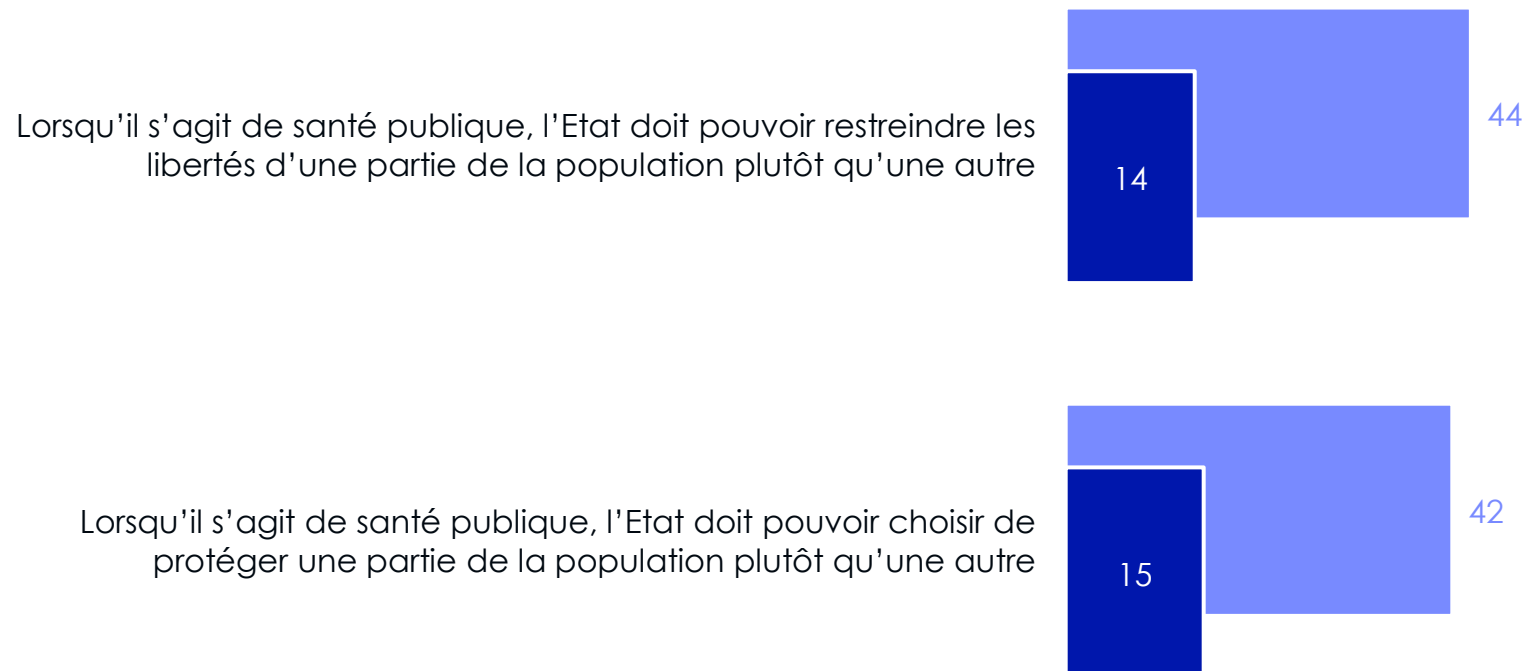 Lorsqu’il s’agit de santé publique, l’Etat doit pouvoir restreindre les
libertés d’une partie de la population plutôt qu’une autre
44
14
Lorsqu’il s’agit de santé publique, l’Etat doit pouvoir choisir de
protéger une partie de la population plutôt qu’une autre
42
15